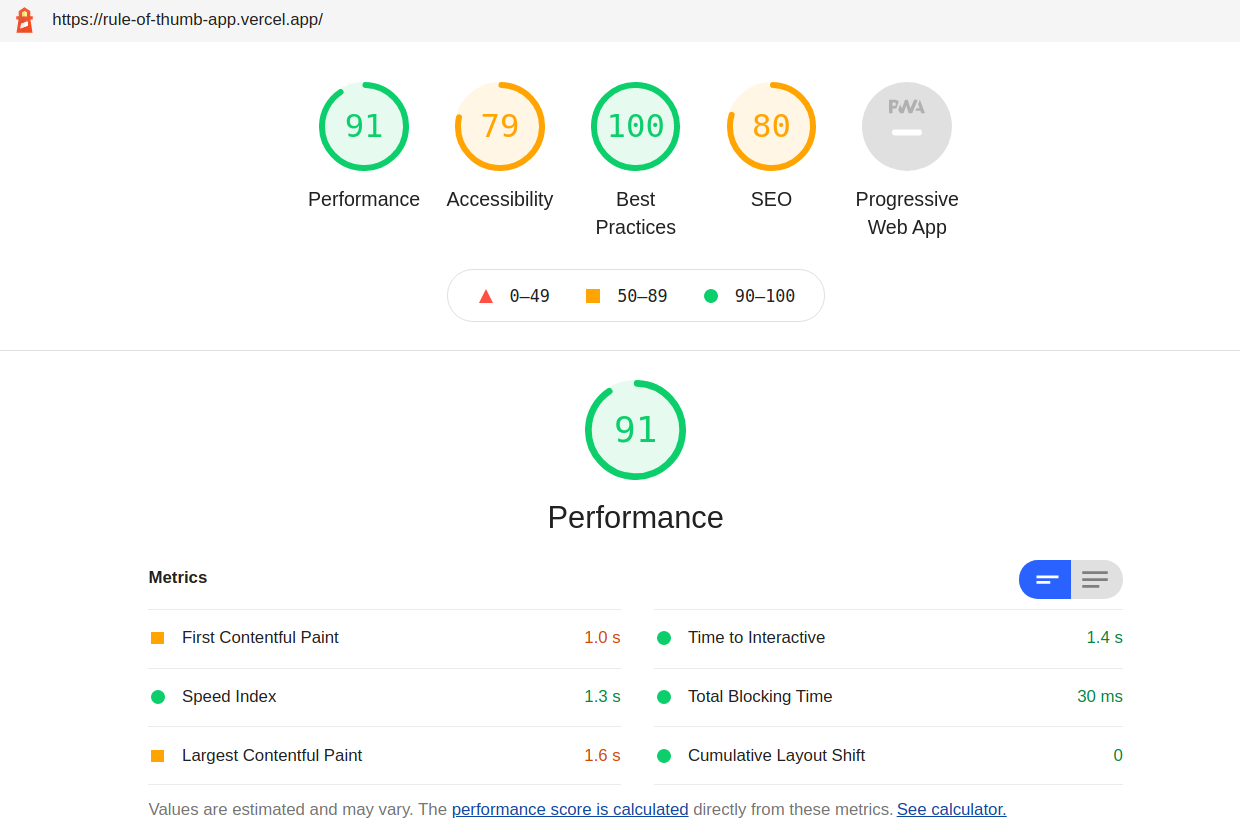 https://rule-of-thumb-app.vercel.app/
91 79 100 80 PWA
Performance Accessibility Best Practices SEO Progressive Web App
0–49 50–89 90–100
91
Performance
Metrics
First Contentful Paint 1.0 s Time to Interactive 1.4 s
Speed Index 1.3 s Total Blocking Time 30 ms
Largest Contentful Paint 1.6 s Cumulative Layout Shift 0
Values are estimated and may vary. The performance score is calculated directly from these metrics. See calculator.